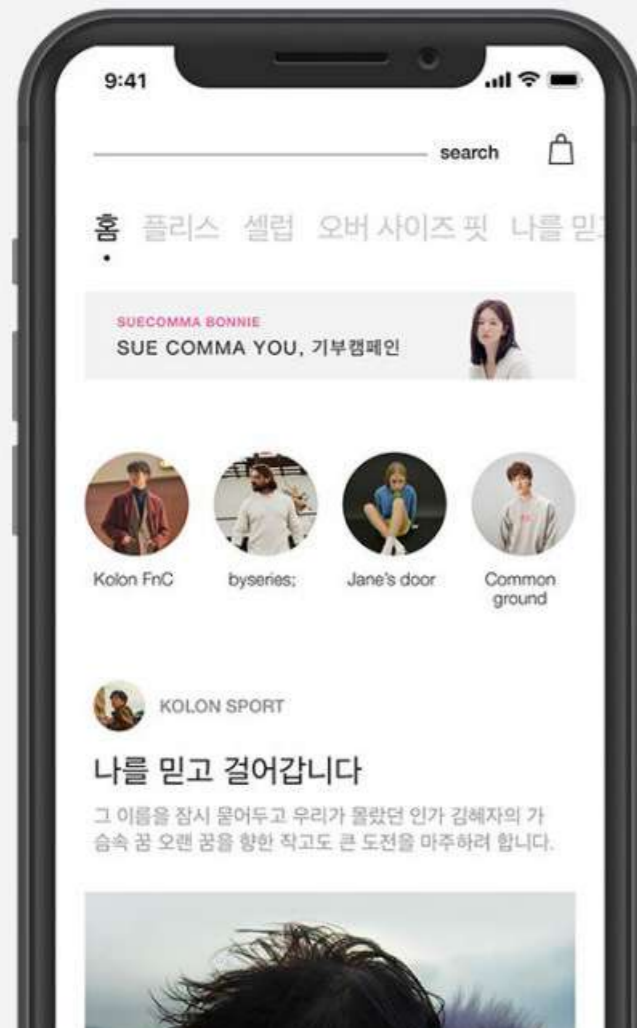 9:41
search
홈 플리스 셀럽 오버 사이즈 핏 나를 믿고
SUECOMMA BONNIE
SUE COMMA YOU, 기부캠페인
Kolon FnC
byseries;
Jane's door
Common
ground
KOLON SPORT
나를 믿고 걸어갑니다
그 이름을 잠시 묻어두고 우리가 몰랐던 인가 김혜자의 가
슴속 꿈 오랜 꿈을 향한 작고도 큰 도전을 마주하려 합니다.